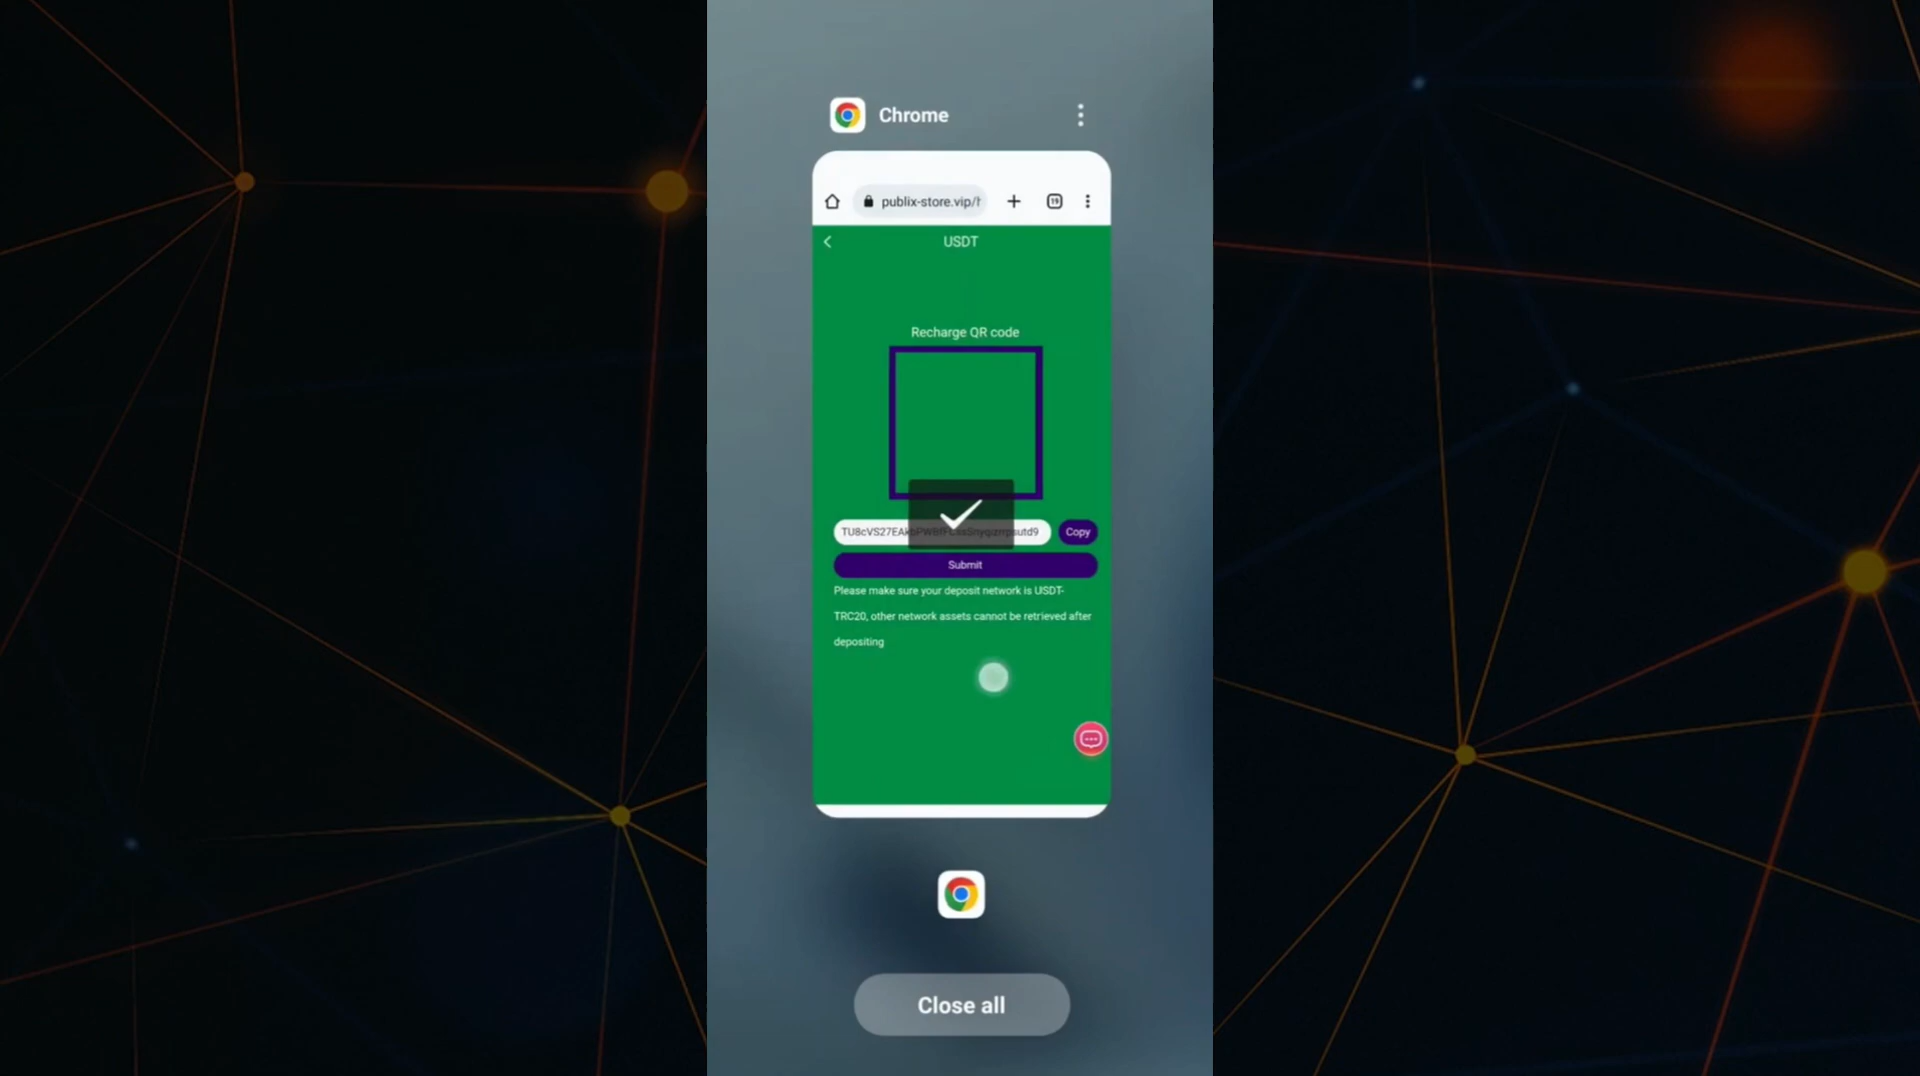 Chrome
publix-store.vip/
19
USDT
Recharge QR code
Copy
Submit
Please make sure your deposit network is USDT-
TRC20, other network assets cannot be retrieved after
depositing
Close all